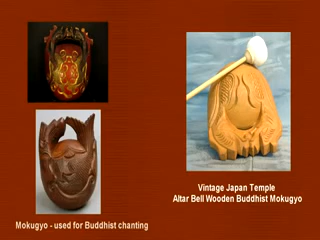 Vintage Japan Temple
Altar Bell Wooden Buddhist Mokugyo
Mokugyo - used for Buddhist chanting